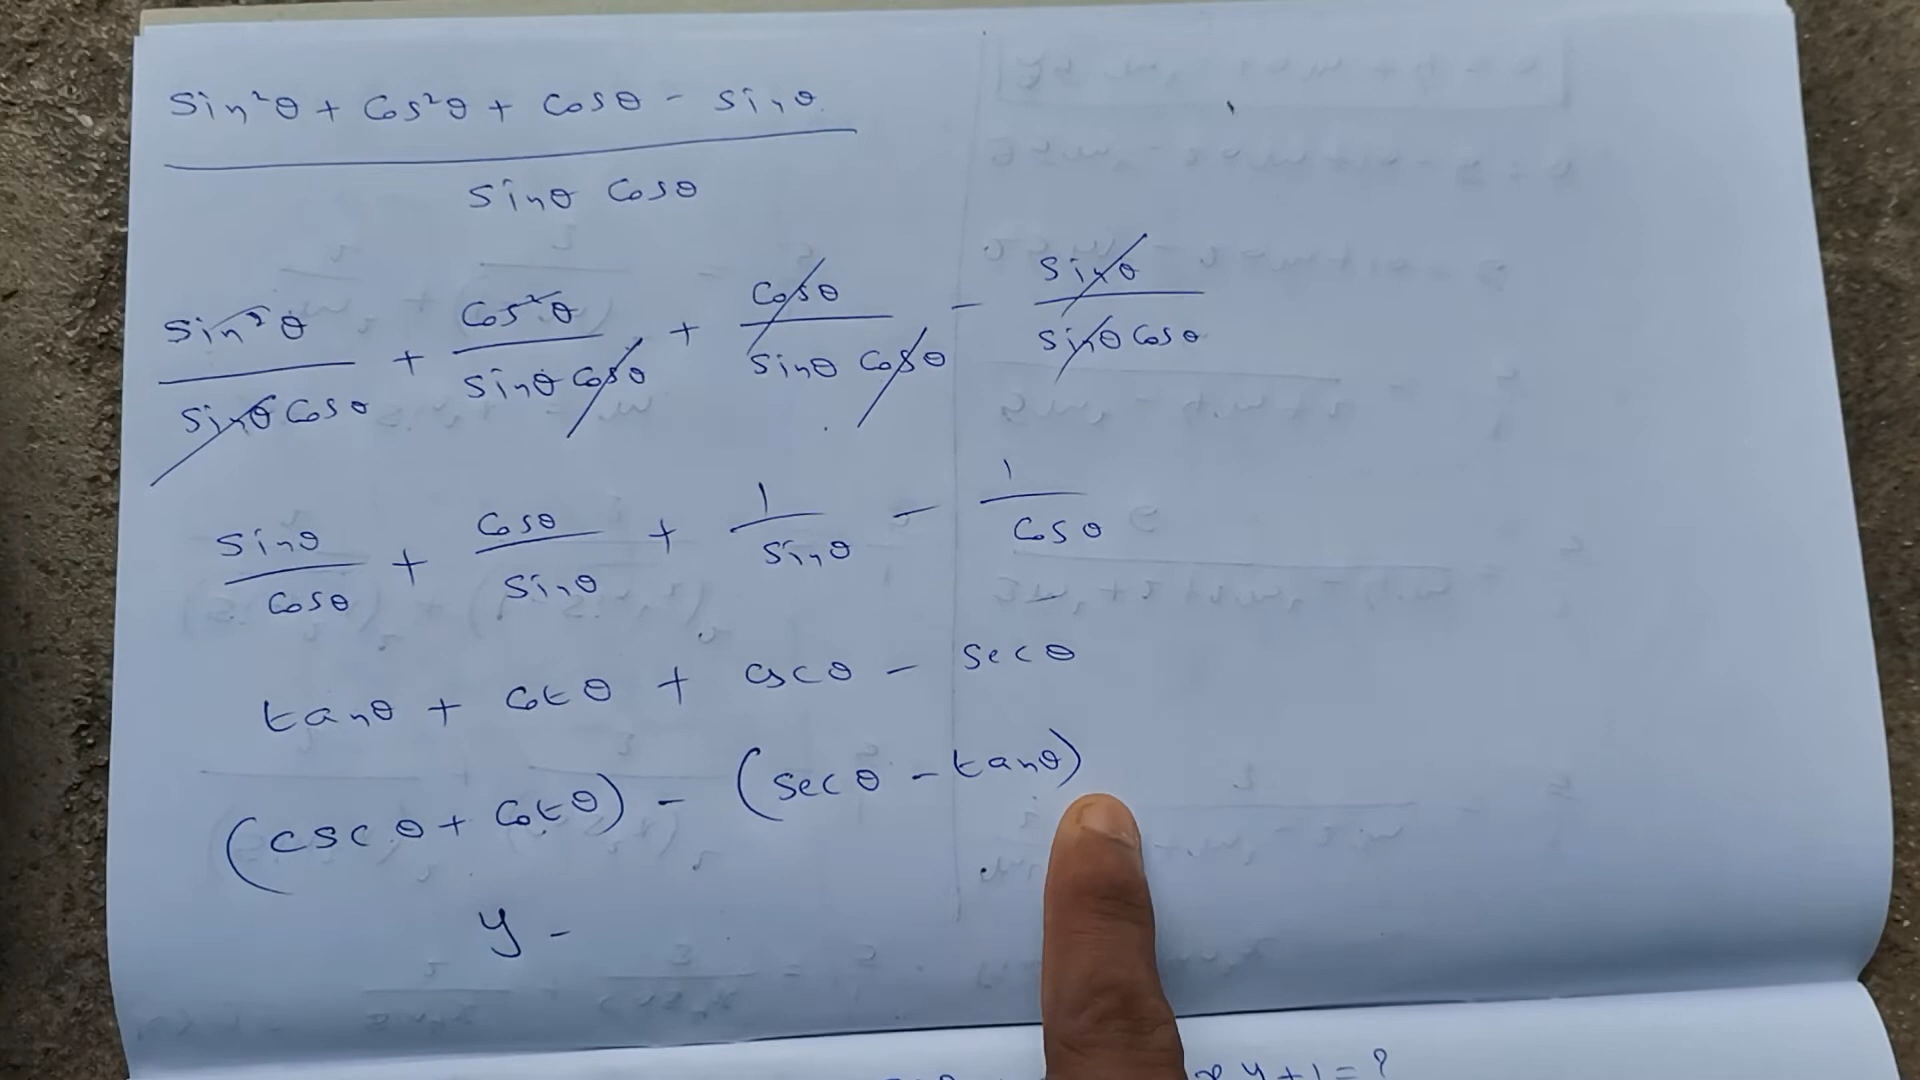 sin²θ + cos²θ + cosθ - sinθ
sinθ cosθ
sin²θ/sinθ cosθ + cos²θ/sinθ cosθ + cosθ/sinθ cosθ - sinθ/sinθ cosθ
sinθ/cosθ + cosθ/sinθ + 1/sinθ - 1/cosθ
tanθ + cotθ + cscθ - secθ
(cscθ + cotθ) - (secθ - tanθ)
y -
y + 1 = ?